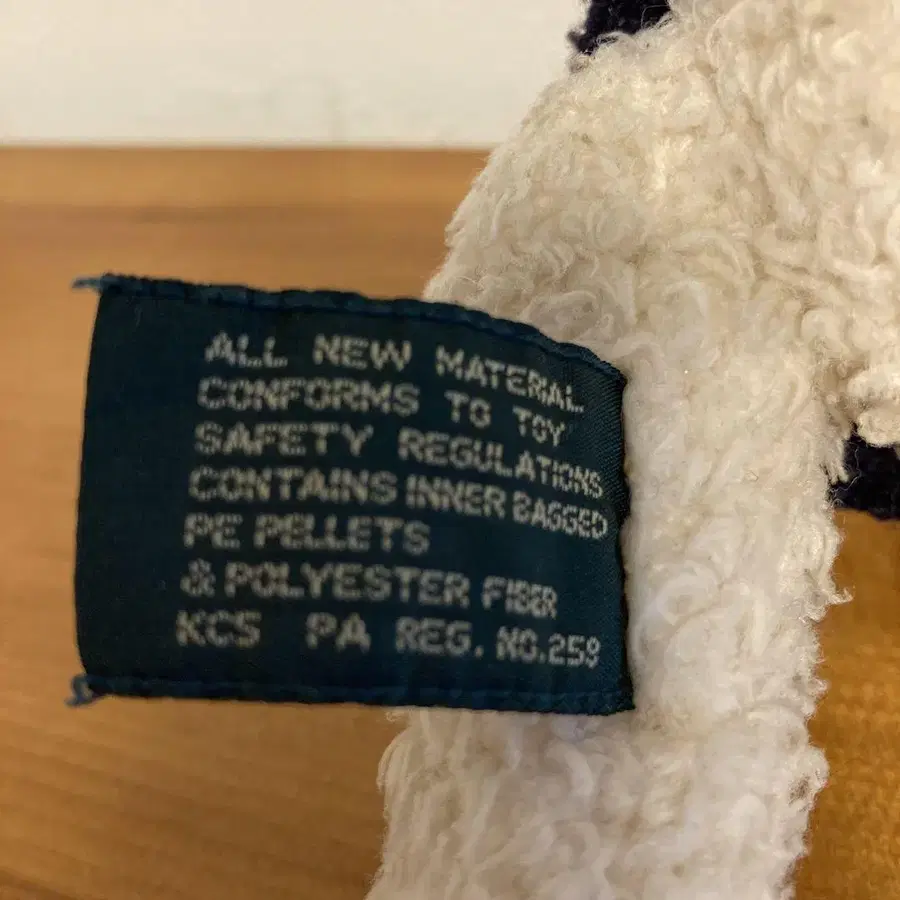 ALL NEW MATERIAL
CONFORMS TO TOY
SAFETY REGULATIONS
CONTAINS INNER BAGGED
PE PELLETS
& POLYESTER FIBER
KCS PA REG. NO.259